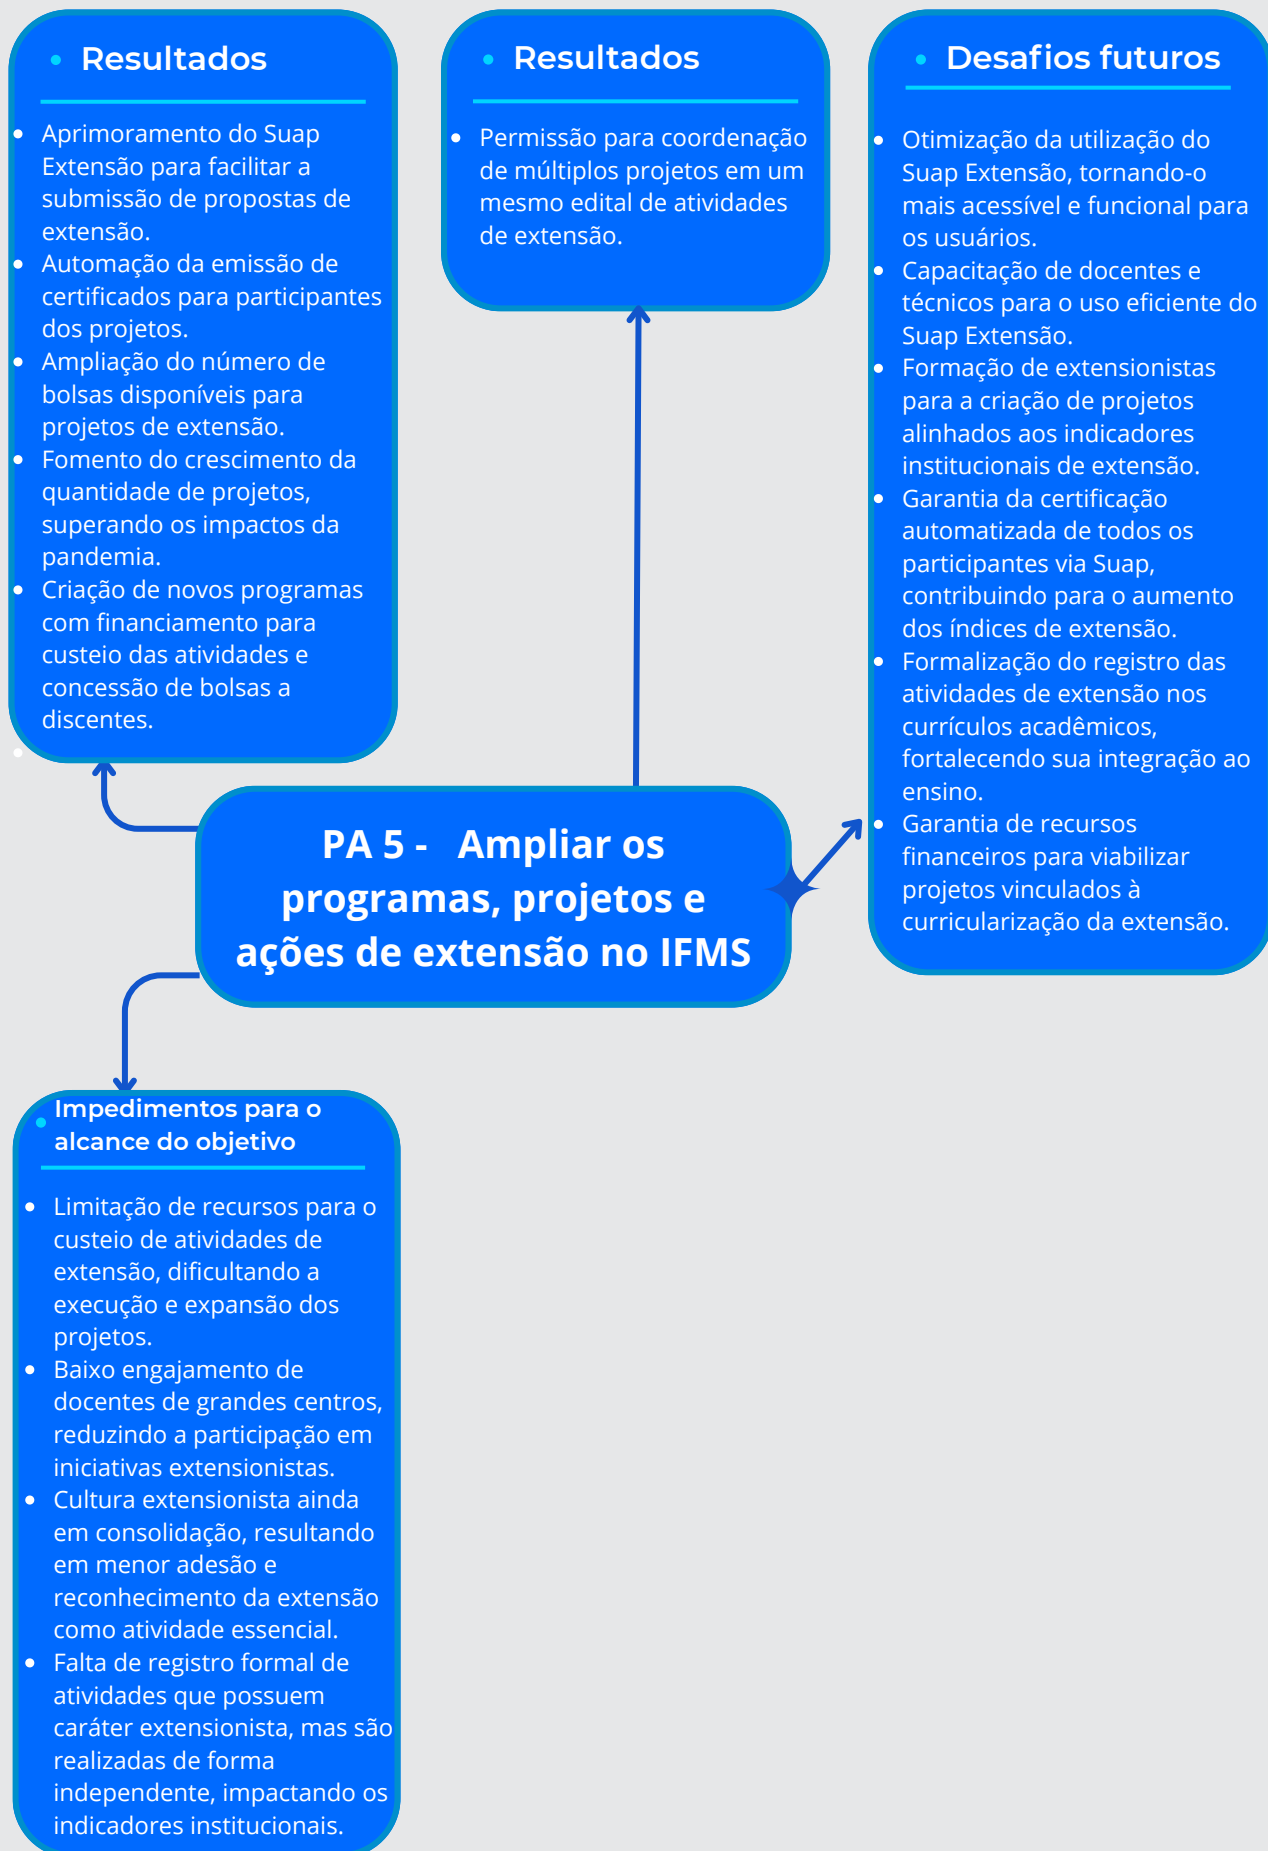 Resultados
Aprimoramento do Suap
Extensão para facilitar a
submissão de propostas de
extensão.
Automação da emissão de
certificados para participantes
dos projetos.
Ampliação do número de
bolsas disponíveis para
projetos de extensão.
Fomento do crescimento da
quantidade de projetos,
superando os impactos da
pandemia.
Criação de novos programas
com financiamento para
custeio das atividades e
concessão de bolsas a
discentes.
Resultados
Permissão para coordenação
de múltiplos projetos em um
mesmo edital de atividades
de extensão.
Desafios futuros
Otimização da utilização do
Suap Extensão, tornando-o
mais acessível e funcional para
os usuários.
Capacitação de docentes e
técnicos para o uso eficiente do
Suap Extensão.
Formação de extensionistas
para a criação de projetos
alinhados aos indicadores
institucionais de extensão.
Garantia da certificação
automatizada de todos os
participantes via Suap,
contribuindo para o aumento
dos índices de extensão.
Formalização do registro das
atividades de extensão nos
currículos acadêmicos,
fortalecendo sua integração ao
ensino.
Garantia de recursos
financeiros para viabilizar
projetos vinculados à
curricularização da extensão.
PA 5 -   Ampliar os
programas, projetos e
ações de extensão no IFMS
Impedimentos para o
alcance do objetivo
Limitação de recursos para o
custeio de atividades de
extensão, dificultando a
execução e expansão dos
projetos.
Baixo engajamento de
docentes de grandes centros,
reduzindo a participação em
iniciativas extensionistas.
Cultura extensionista ainda
em consolidação, resultando
em menor adesão e
reconhecimento da extensão
como atividade essencial.
Falta de registro formal de
atividades que possuem
caráter extensionista, mas são
realizadas de forma
independente, impactando os
indicadores institucionais.